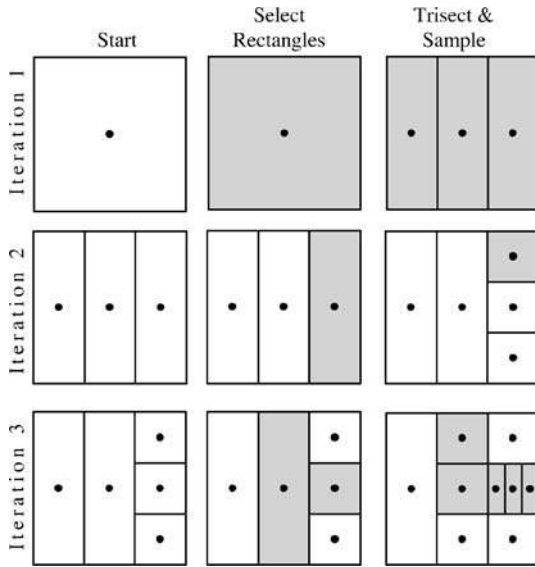 Start
Select
Rectangles
Trisect &
Sample
Iteration 1
Iteration 2
Iteration 3